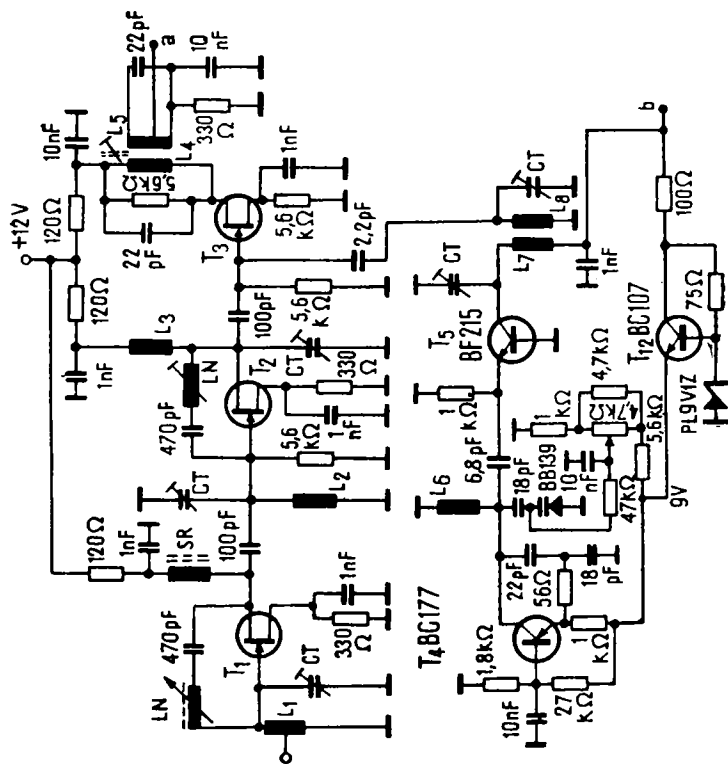 +12V
120Ω
120Ω
10nF
1nF
L3
22
pF
5,6kΩ
L5
L4
22pF
a
10
nF
330
Ω
120Ω
1nF
SR
CT
470pF
LN
T2
CT
100pF
T3
1nF
5,6
kΩ
LN
470pF
T1
100pF
L2
5,6
kΩ
1
nF
330Ω
5,6
kΩ
2,2pF
L1
CT
330
Ω
1nF
T4 BC177
L6
1
kΩ
T5
BF215
CT
L7
L8
CT
1nF
b
1,8kΩ
10nF
27
kΩ
1
kΩ
22pF
56Ω
18
pF
18pF
BB139
6,8pF
10
nF
47kΩ
1
kΩ
4,7kΩ
4,7kΩ
5,6kΩ
9V
T12 BC107
100Ω
75Ω
PL9V1Z